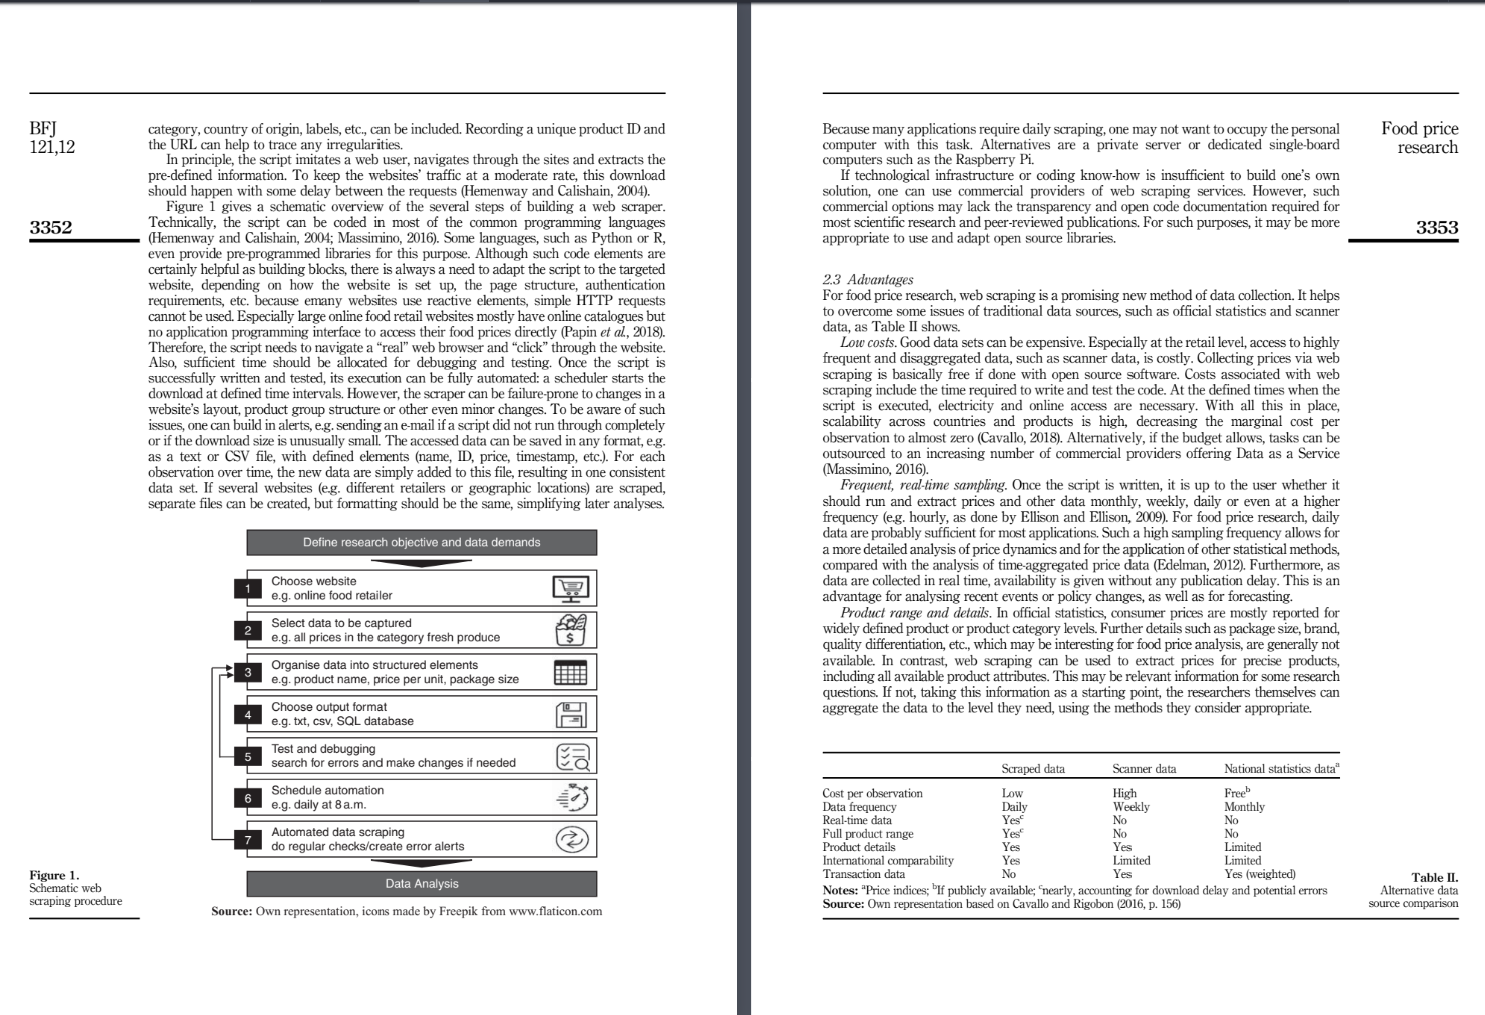 BFJ
121,12
3352
category, country of origin, labels, etc., can be included. Recording a unique product ID and
the URL can help to trace any irregularities.
In principle, the script imitates a web user, navigates through the sites and extracts the
pre-defined information. To keep the websites' traffic at a moderate rate, this download
should happen with some delay between the requests (Hemenway and Calishain, 2004).
Figure 1 gives a schematic overview of the several steps of building a web scraper.
Technically, the script can be coded in most of the common programming languages
(Hemenway and Calishain, 2004; Massimino, 2016). Some languages, such as Python or R,
even provide pre-programmed libraries for this purpose. Although such code elements are
certainly helpful as building blocks, there is always a need to adapt the script to the targeted
website, depending on how the website is set up, the page structure, authentication
requirements, etc. because emany websites use reactive elements, simple HTTP requests
cannot be used. Especially large online food retail websites mostly have online catalogues but
no application programming interface to access their food prices directly (Papin et al., 2018).
Therefore, the script needs to navigate a "real" web browser and "click" through the website.
Also, sufficient time should be allocated for debugging and testing. Once the script is
successfully written and tested, its execution can be fully automated: a scheduler starts the
download at defined time intervals. However, the scraper can be failure-prone to changes in a
website's layout, product group structure or other even minor changes. To be aware of such
issues, one can build in alerts, e.g. sending an e-mail if a script did not run through completely
or if the download size is unusually small. The accessed data can be saved in any format, e.g.
as a text or CSV file, with defined elements (name, ID, price, timestamp, etc.). For each
observation over time, the new data are simply added to this file, resulting in one consistent
data set. If several websites (e.g. different retailers or geographic locations) are scraped,
separate files can be created, but formatting should be the same, simplifying later analyses.
Define research objective and data demands
1 Choose website
e.g. online food retailer
2 Select data to be captured
e.g. all prices in the category fresh produce
$
3 Organise data into structured elements
e.g. product name, price per unit, package size
4 Choose output format
e.g. txt, csv, SQL database
5 Test and debugging
search for errors and make changes if needed
6 Schedule automation
e.g. daily at 8 a.m.
7 Automated data scraping
do regular checks/create error alerts
Data Analysis
Figure 1.
Schematic web
scraping procedure
Source: Own representation, icons made by Freepik from www.flaticon.com
Food price
research
3353
Because many applications require daily scraping, one may not want to occupy the personal
computer with this task. Alternatives are a private server or dedicated single-board
computers such as the Raspberry Pi.
If technological infrastructure or coding know-how is insufficient to build one's own
solution, one can use commercial providers of web scraping services. However, such
commercial options may lack the transparency and open code documentation required for
most scientific research and peer-reviewed publications. For such purposes, it may be more
appropriate to use and adapt open source libraries.
2.3 Advantages
For food price research, web scraping is a promising new method of data collection. It helps
to overcome some issues of traditional data sources, such as official statistics and scanner
data, as Table II shows.
Low costs. Good data sets can be expensive. Especially at the retail level, access to highly
frequent and disaggregated data, such as scanner data, is costly. Collecting prices via web
scraping is basically free if done with open source software. Costs associated with web
scraping include the time required to write and test the code. At the defined times when the
script is executed, electricity and online access are necessary. With all this in place,
scalability across countries and products is high, decreasing the marginal cost per
observation to almost zero (Cavallo, 2018). Alternatively, if the budget allows, tasks can be
outsourced to an increasing number of commercial providers offering Data as a Service
(Massimino, 2016).
Frequent, real-time sampling. Once the script is written, it is up to the user whether it
should run and extract prices and other data monthly, weekly, daily or even at a higher
frequency (e.g. hourly, as done by Ellison and Ellison, 2009). For food price research, daily
data are probably sufficient for most applications. Such a high sampling frequency allows for
a more detailed analysis of price dynamics and for the application of other statistical methods,
compared with the analysis of time-aggregated price data (Edelman, 2012). Furthermore, as
data are collected in real time, availability is given without any publication delay. This is an
advantage for analysing recent events or policy changes, as well as for forecasting.
Product range and details. In official statistics, consumer prices are mostly reported for
widely defined product or product category levels. Further details such as package size, brand,
quality differentiation, etc., which may be interesting for food price analysis, are generally not
available. In contrast, web scraping can be used to extract prices for precise products,
including all available product attributes. This may be relevant information for some research
questions. If not, taking this information as a starting point, the researchers themselves can
aggregate the data to the level they need, using the methods they consider appropriate.
Scraped data Scanner data National statistics dataᵃ
Cost per observation Low High Freeᵇ
Data frequency Daily Weekly Monthly
Real-time data Yesᶜ No No
Full product range Yesᶜ No No
Product details Yes Yes Limited
International comparability Yes Limited Limited
Transaction data No Yes Yes (weighted)
Notes: ᵃPrice indices; ᵇIf publicly available; ᶜnearly, accounting for download delay and potential errors
Source: Own representation based on Cavallo and Rigobon (2016, p. 156)
Table II.
Alternative data
source comparison